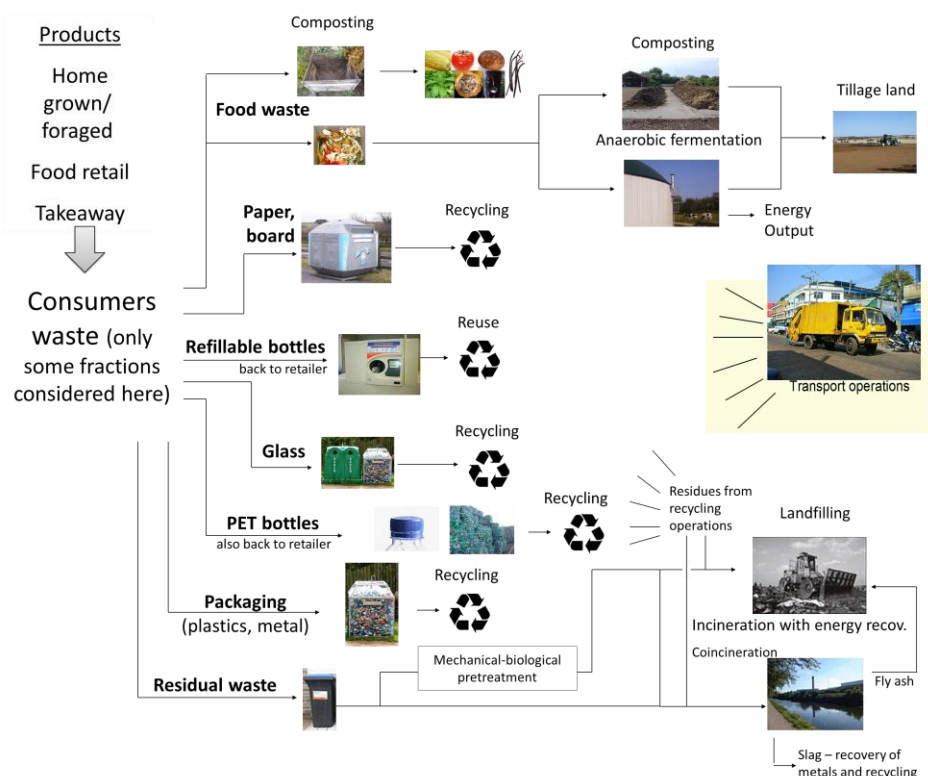 Products
Home
grown/
foraged
Food retail
Takeaway
Consumers
waste (only
some fractions
considered here)
Composting
Food waste
Composting
Anaerobic fermentation
Tillage land
Energy
Output
Paper,
board
Recycling
Refillable bottles
back to retailer
Reuse
Transport operations
Glass
Recycling
PET bottles
also back to retailer
Recycling
Residues from
recycling
operations
Landfilling
Packaging
(plastics, metal)
Recycling
Incineration with energy recov.
Coincineration
Mechanical-biological
pretreatment
Fly ash
Residual waste
Slag – recovery of
metals and recycling